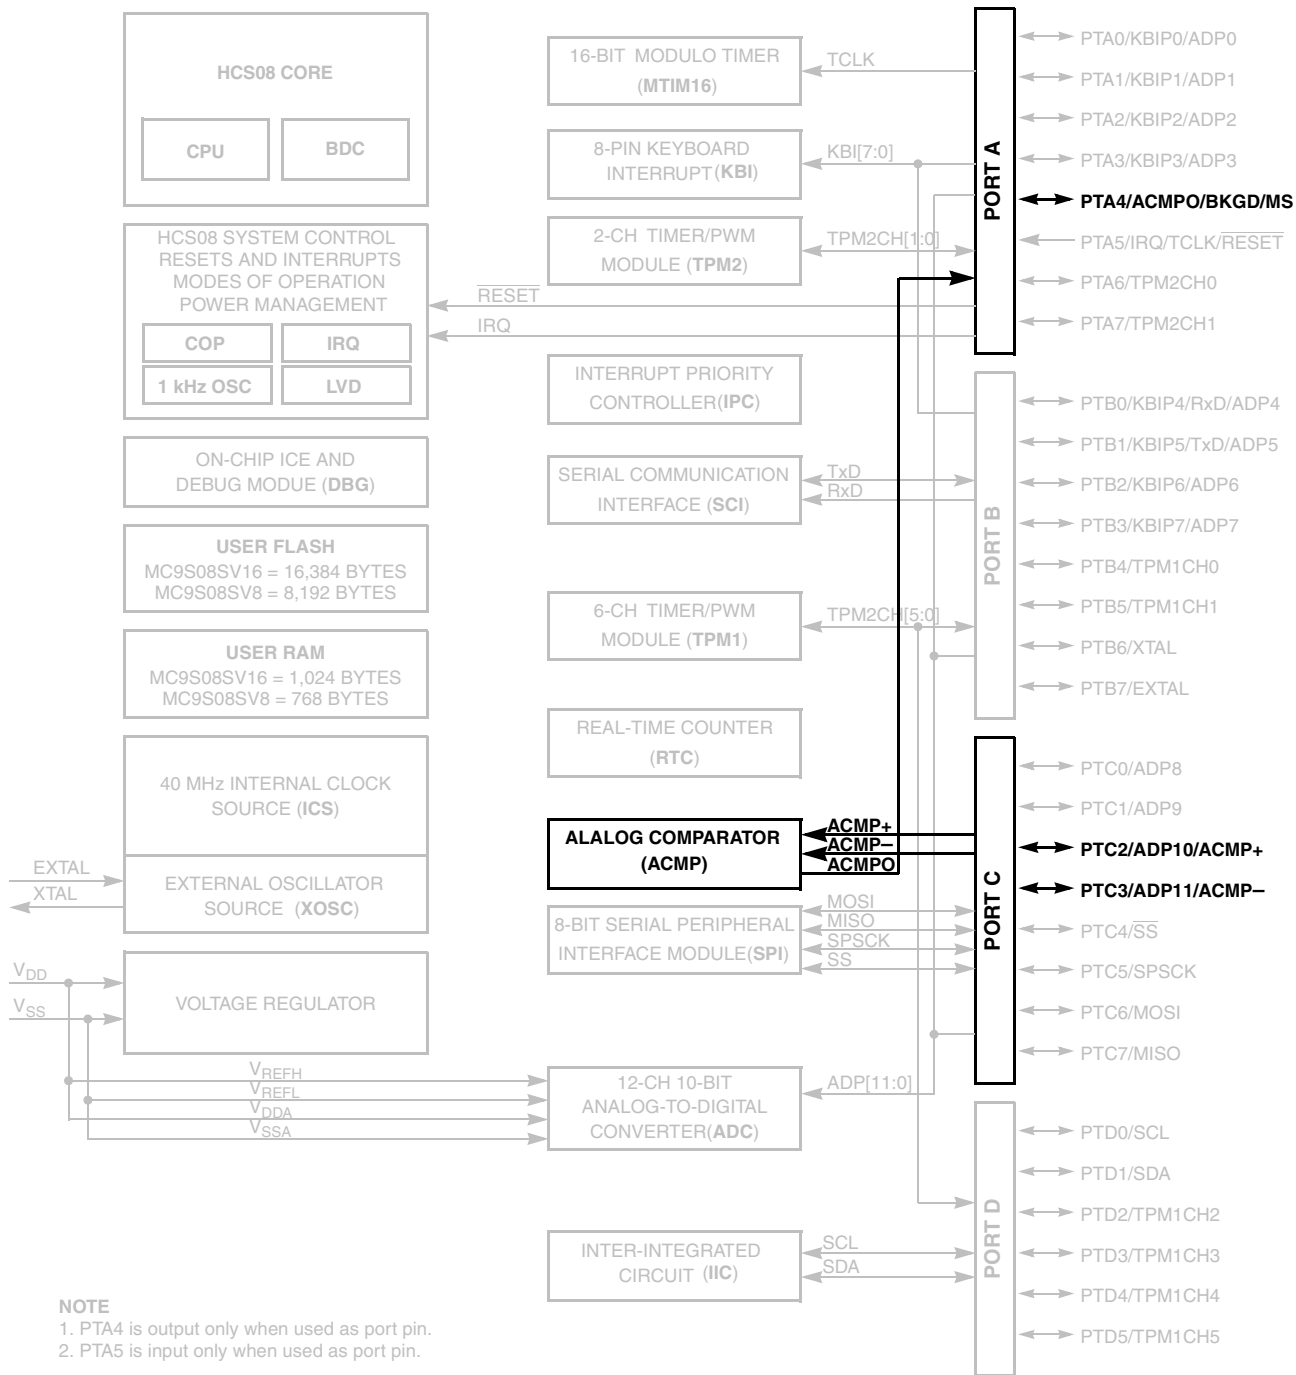 HCS08 CORE
CPU
BDC
HCS08 SYSTEM CONTROL
RESETS AND INTERRUPTS
MODES OF OPERATION
POWER MANAGEMENT
COP
IRQ
1 kHz OSC
LVD
ON-CHIP ICE AND
DEBUG MODUE (DBG)
USER FLASH
MC9S08SV16 = 16,384 BYTES
MC9S08SV8 = 8,192 BYTES
USER RAM
MC9S08SV16 = 1,024 BYTES
MC9S08SV8 = 768 BYTES
40 MHz INTERNAL CLOCK
SOURCE (ICS)
EXTERNAL OSCILLATOR
SOURCE (XOSC)
EXTAL
XTAL
VOLTAGE REGULATOR
VDD
VSS
VREFH
VREFL
VDDA
VSSA
16-BIT MODULO TIMER
(MTIM16)
TCLK
8-PIN KEYBOARD
INTERRUPT(KBI)
KBI[7:0]
2-CH TIMER/PWM
MODULE (TPM2)
TPM2CH[1:0]
RESET
IRQ
INTERRUPT PRIORITY
CONTROLLER(IPC)
SERIAL COMMUNICATION
INTERFACE (SCI)
TxD
RxD
6-CH TIMER/PWM
MODULE (TPM1)
TPM2CH[5:0]
REAL-TIME COUNTER
(RTC)
ALALOG COMPARATOR
(ACMP)
ACMP+
ACMP–
ACMPO
8-BIT SERIAL PERIPHERAL
INTERFACE MODULE(SPI)
MOSI
MISO
SPSCK
SS
12-CH 10-BIT
ANALOG-TO-DIGITAL
CONVERTER(ADC)
ADP[11:0]
INTER-INTEGRATED
CIRCUIT (IIC)
SCL
SDA
PORT A
PTA0/KBIP0/ADP0
PTA1/KBIP1/ADP1
PTA2/KBIP2/ADP2
PTA3/KBIP3/ADP3
PTA4/ACMPO/BKGD/MS
PTA5/IRQ/TCLK/RESET
PTA6/TPM2CH0
PTA7/TPM2CH1
PORT B
PTB0/KBIP4/RxD/ADP4
PTB1/KBIP5/TxD/ADP5
PTB2/KBIP6/ADP6
PTB3/KBIP7/ADP7
PTB4/TPM1CH0
PTB5/TPM1CH1
PTB6/XTAL
PTB7/EXTAL
PORT C
PTC0/ADP8
PTC1/ADP9
PTC2/ADP10/ACMP+
PTC3/ADP11/ACMP–
PTC4/SS
PTC5/SPSCK
PTC6/MOSI
PTC7/MISO
PORT D
PTD0/SCL
PTD1/SDA
PTD2/TPM1CH2
PTD3/TPM1CH3
PTD4/TPM1CH4
PTD5/TPM1CH5
NOTE
1. PTA4 is output only when used as port pin.
2. PTA5 is input only when used as port pin.